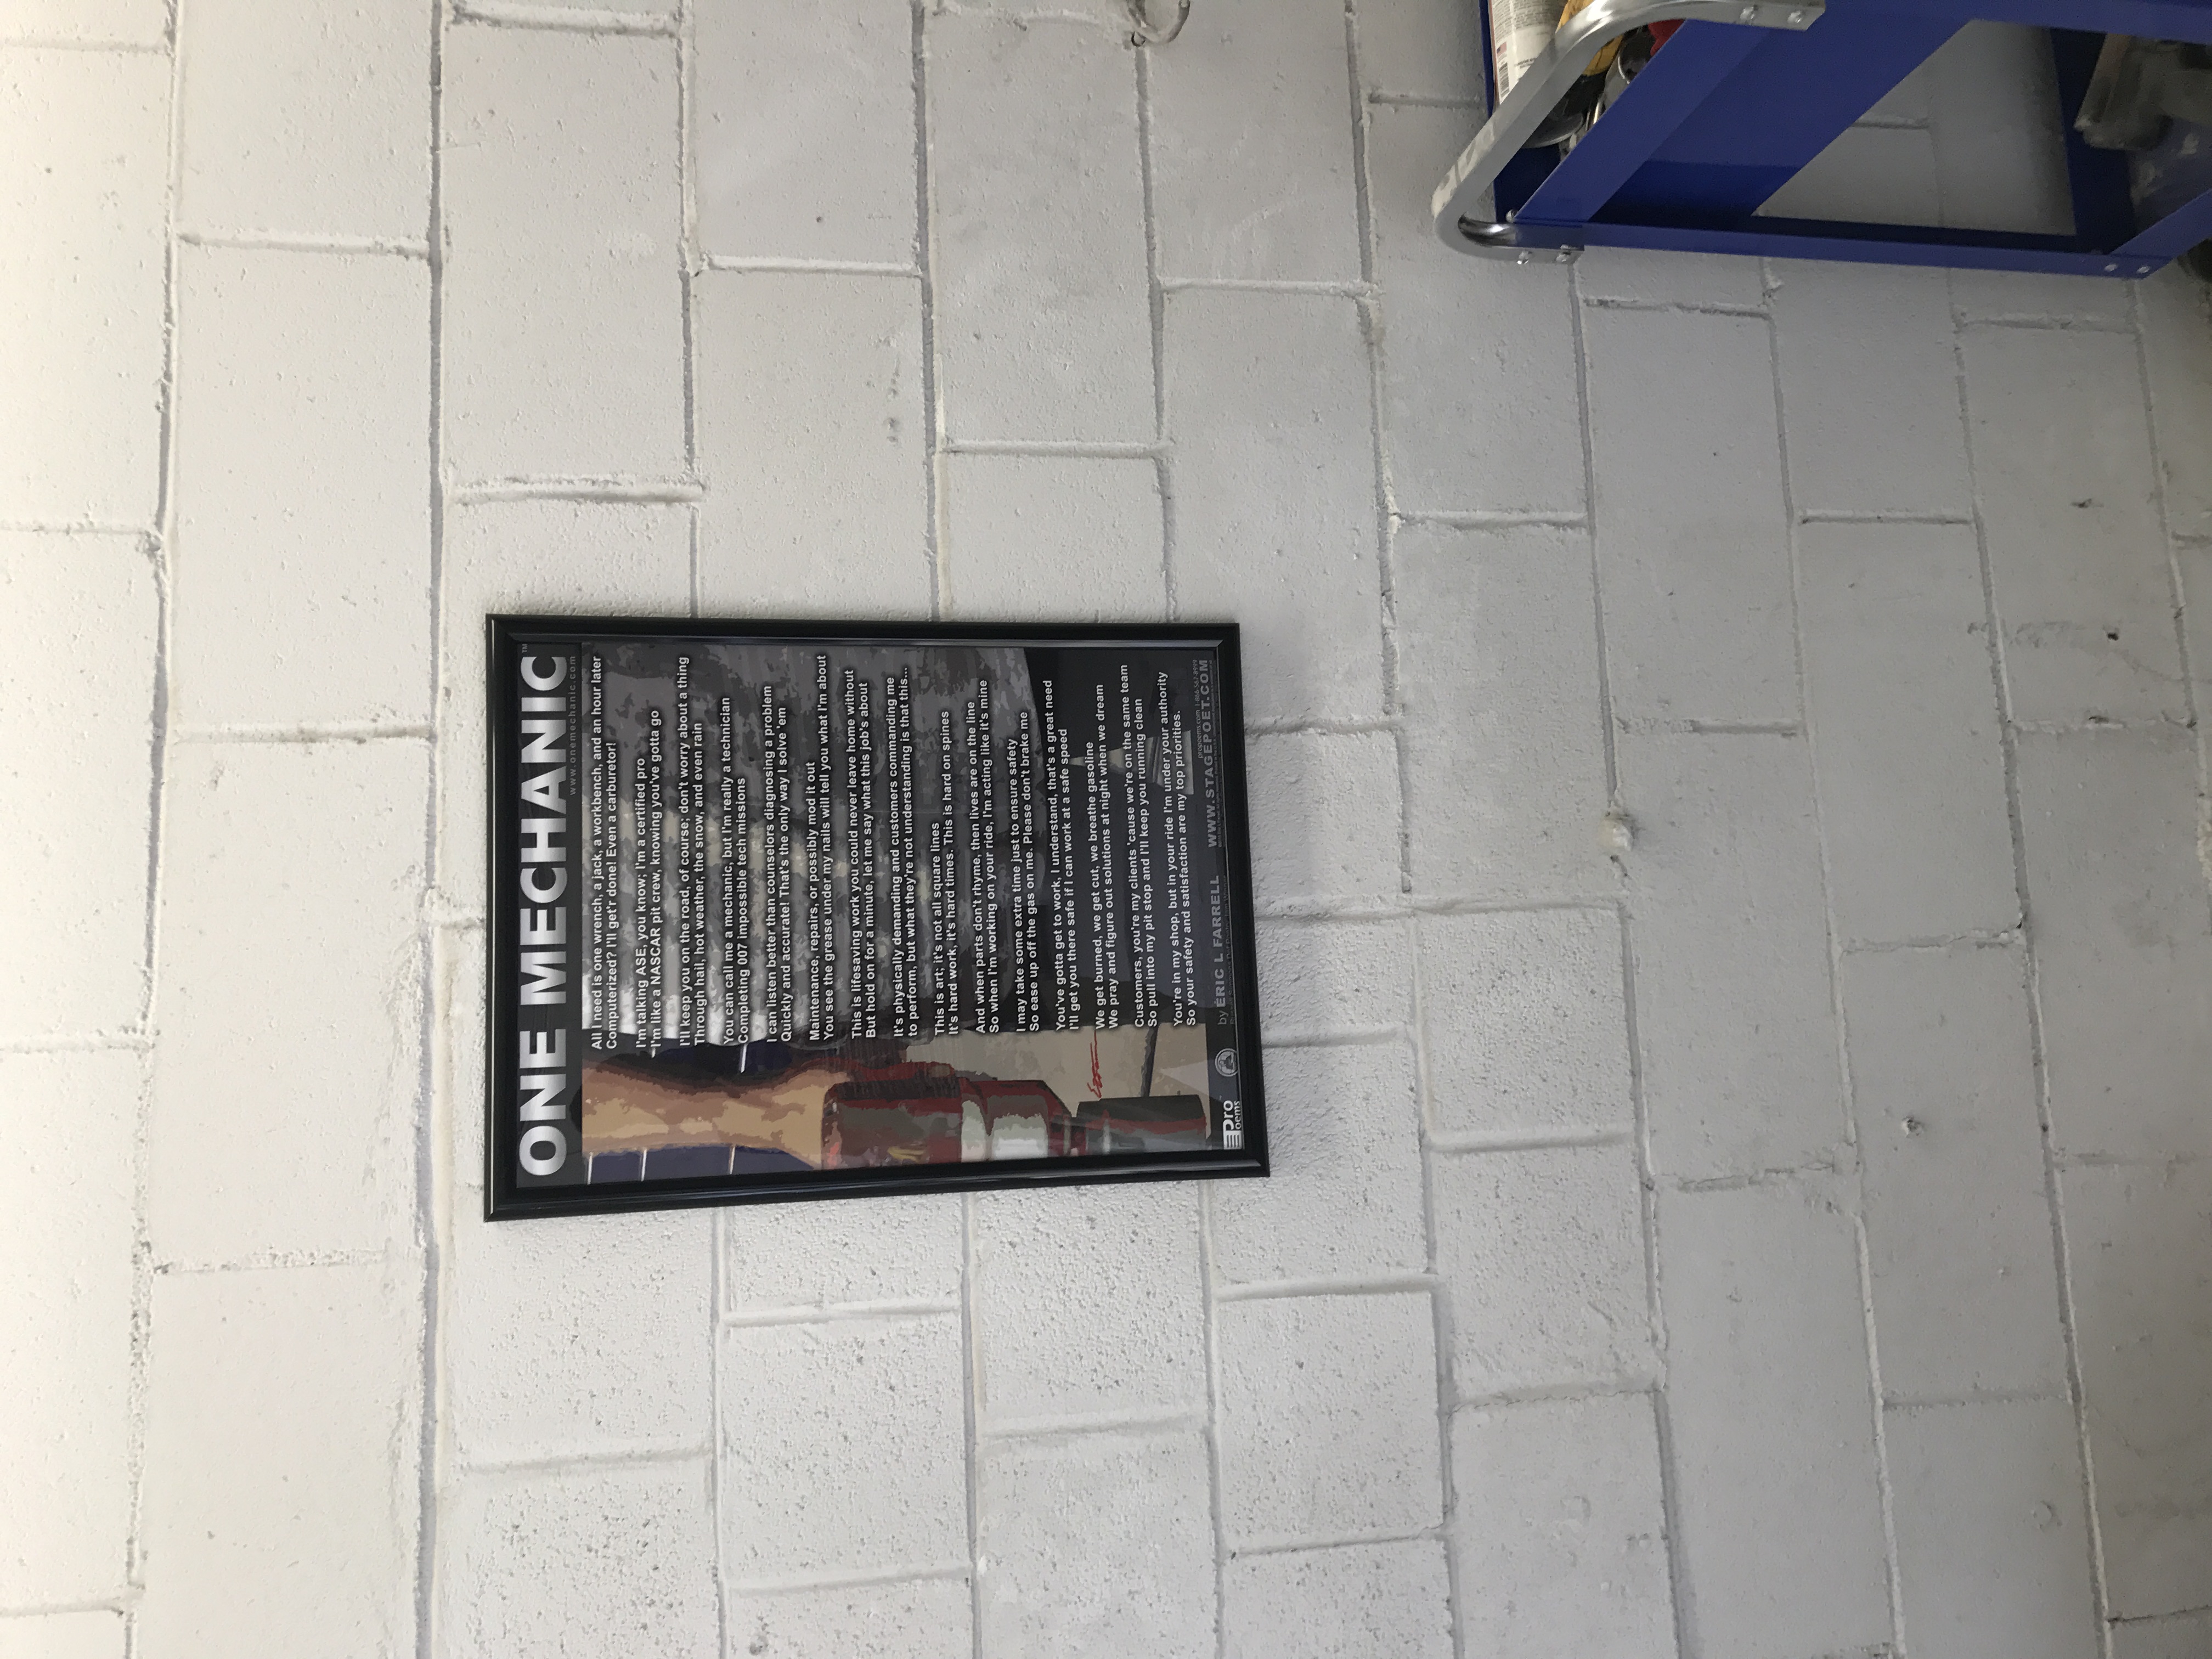 ONE MECHANIC™
www.onemechanic.com
All I need is one wrench, a jack, a workbench, and an hour later
Computerized? I'll get'r done! Even a carburetor!
I'm talking ASE, you know; i'm a certified pro
I'm like a NASCAR pit crew, knowing you've gotta go
I'll keep you on the road, of course; don't worry about a thing
Through hail, hot weather, the snow, and even rain
You can call me a mechanic, but I'm really a technician
Completing 007 impossible tech missions
I can listen better than counselors diagnosing a problem
Quickly and accurate! That's the only way I solve 'em
Maintenance, repairs, or possibly mod it out
You see the grease under my nails will tell you what I'm about
This is lifesaving work you could never leave home without
But hold on for a minute, let me say what this job's about
It's physically demanding and customers commanding me
to perform, but what they're not understanding is that this...
This is art; it's not all square lines
It's hard work, it's hard times. This is hard on spines
And when parts don't rhyme, then lives are on the line
So when I'm working on your ride, I'm acting like it's mine
I may take some extra time just to ensure safety
So ease up off the gas on me. Please don't brake me
You've gotta get to work, I understand, that's a great need
I'll get you there safe if I can work at a safe speed
We get burned, we get cut, we breathe gasoline
We pray and figure out solutions at night when we dream
Customers, you're my clients 'cause we're on the same team
So pull into my pit stop and I'll keep you running clean
You're in my shop, but in your ride I'm under your authority
So your safety and satisfaction are my top priorities.
Pro
oems
by ERIC L FARRELL
WWW.STAGEPOET.COM